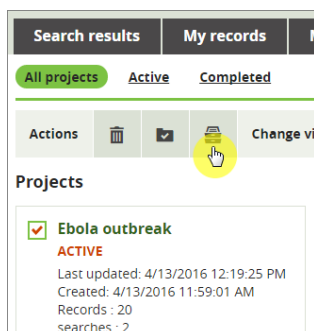 Search results My records
All projects Active Completed
Actions Change vi
Projects
Ebola outbreak
ACTIVE
Last updated: 4/13/2016 12:19:25 PM
Created: 4/13/2016 11:59:01 AM
Records : 20
searches : 2